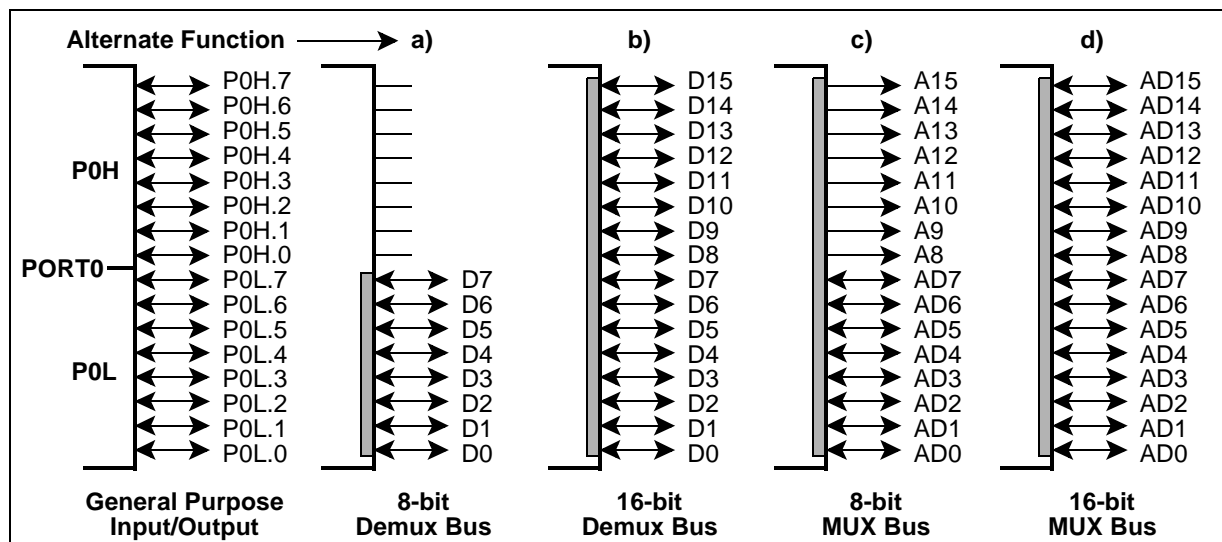 Alternate Function a) b) c) d)
P0H.7 D15 A15 AD15
P0H.6 D14 A14 AD14
P0H.5 D13 A13 AD13
P0H.4 D12 A12 AD12
P0H
P0H.3 D11 A11 AD11
P0H.2 D10 A10 AD10
P0H.1 D9 A9 AD9
P0H.0 D8 A8 AD8
PORT0
P0L.7 D7 D7 AD7 AD7
P0L.6 D6 D6 AD6 AD6
P0L.5 D5 D5 AD5 AD5
P0L.4 D4 D4 AD4 AD4
P0L
P0L.3 D3 D3 AD3 AD3
P0L.2 D2 D2 AD2 AD2
P0L.1 D1 D1 AD1 AD1
P0L.0 D0 D0 AD0 AD0
General Purpose 8-bit 16-bit 8-bit 16-bit
Input/Output Demux Bus Demux Bus MUX Bus MUX Bus